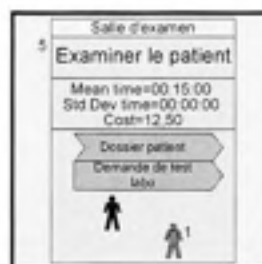 Salle d'examen
5
Examiner le patient
Mean time=00:15:00
Std Dev time=00:00:00
Cost=12,50
Dossier patient
Demande de test
labo
1